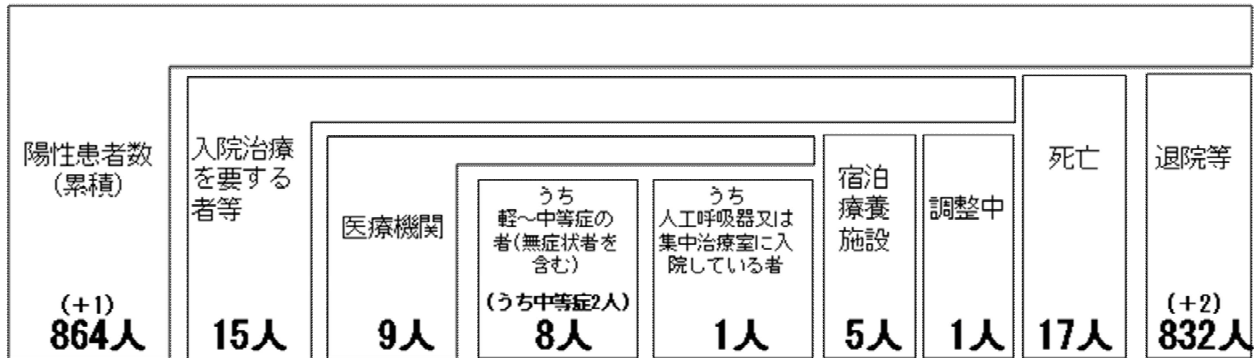 陽性患者数
(累積)
(+1)
864人
入院治療
を要する
者等
15人
医療機関
9人
うち
軽～中等症の
者(無症状者を
含む)
(うち中等症2人)
8人
うち
人工呼吸器又は
集中治療室に入
院している者
1人
宿泊
療養
施設
5人
調整中
1人
死亡
17人
退院等
(+2)
832人